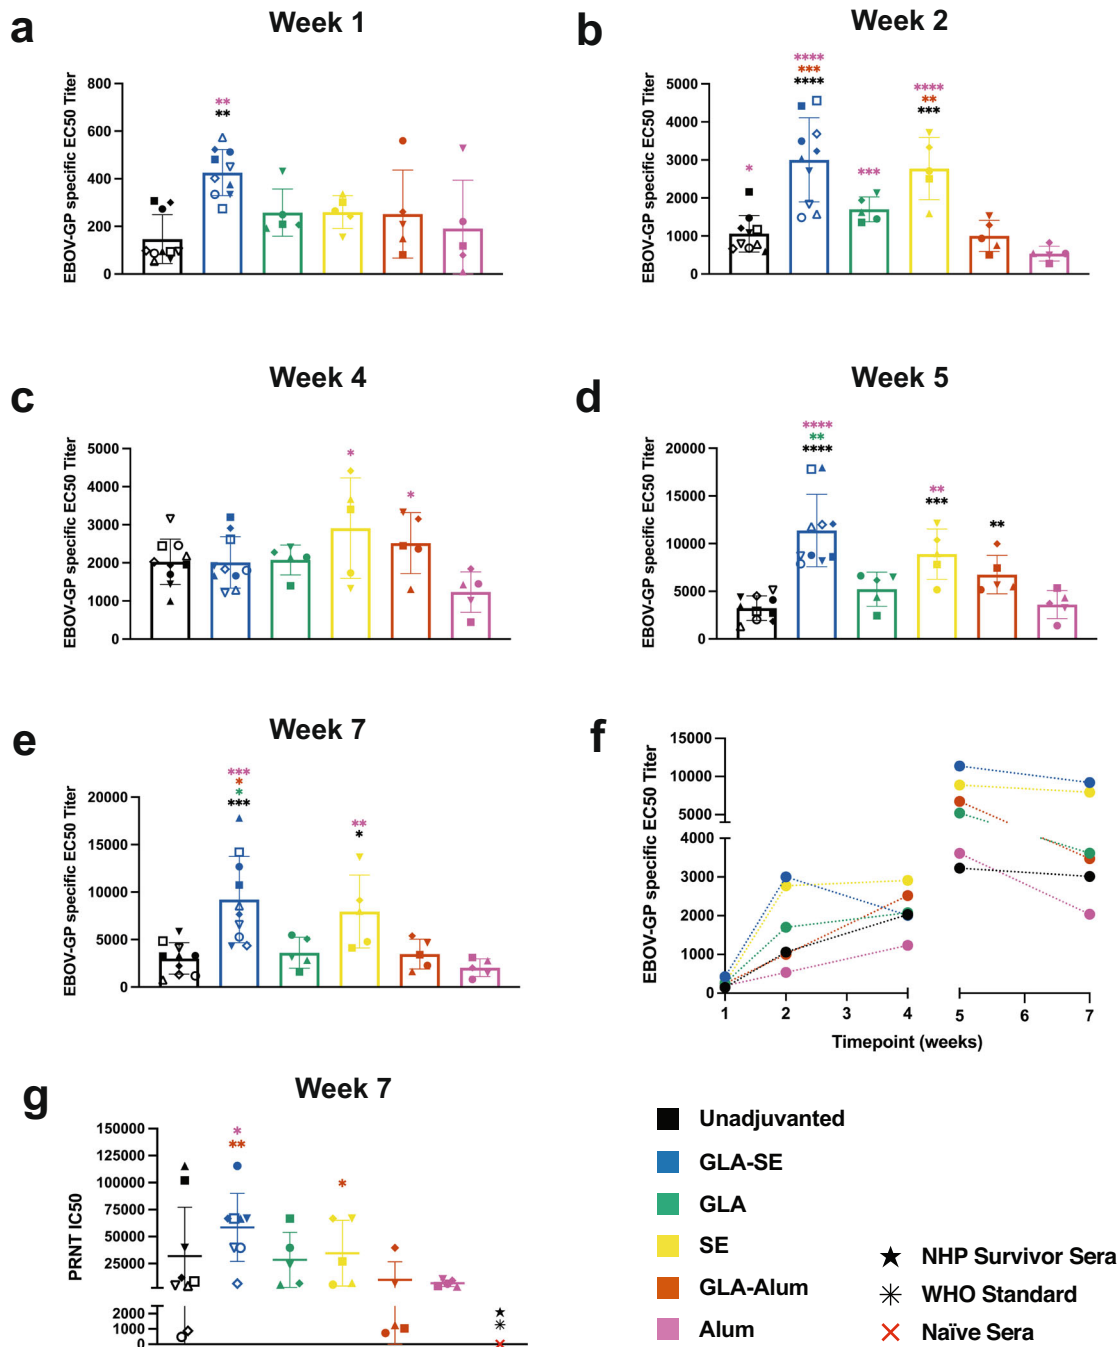 a
Week 1
EBOV-GP specific EC50 Titer
800
600
400
200
0
**
**
b
Week 2
EBOV-GP specific EC50 Titer
5000
4000
3000
2000
1000
0
*
****
***
****
***
****
**
***
c
Week 4
EBOV-GP specific EC50 Titer
5000
4000
3000
2000
1000
0
*
*
d
Week 5
EBOV-GP specific EC50 Titer
20000
15000
10000
5000
0
****
**
****
**
***
**
e
Week 7
EBOV-GP specific EC50 Titer
20000
15000
10000
5000
0
***
*
*
***
**
*
f
EBOV-GP specific EC50 Titer
15000
10000
5000
4000
3000
2000
1000
0
1 2 3 4 5 6 7
Timepoint (weeks)
g
Week 7
PRNT IC50
150000
125000
100000
75000
50000
25000
2000
1000
0
*
**
*
Unadjuvanted
GLA-SE
GLA
SE
GLA-Alum
Alum
NHP Survivor Sera
WHO Standard
Naïve Sera